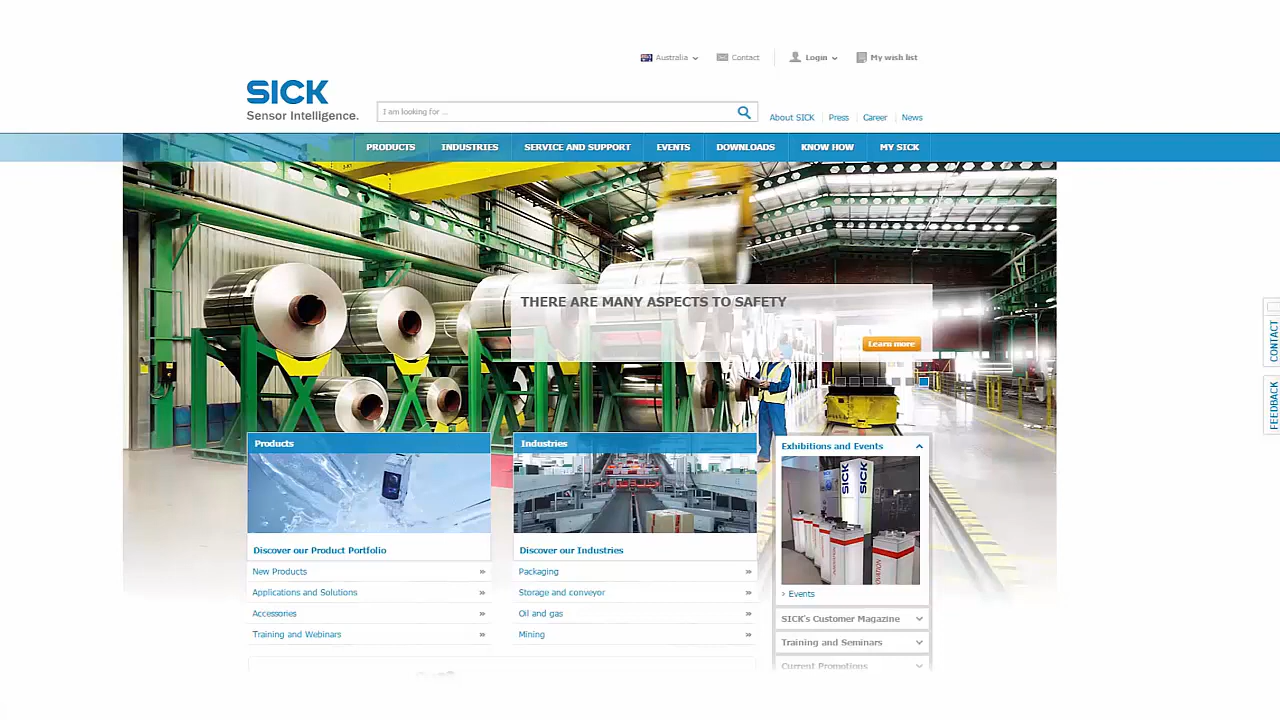 Australia
Contact
Login
My wish list
SICK
Sensor Intelligence.
I am looking for ...
About SICK
Press
Career
News
PRODUCTS
INDUSTRIES
SERVICE AND SUPPORT
EVENTS
DOWNLOADS
KNOW HOW
MY SICK
THERE ARE MANY ASPECTS TO SAFETY
Learn more
CONTACT
FEEDBACK
Products
Discover our Product Portfolio
New Products
Applications and Solutions
Accessories
Training and Webinars
Industries
Discover our Industries
Packaging
Storage and conveyor
Oil and gas
Mining
Exhibitions and Events
SICK
SICK
› Events
SICK's Customer Magazine
Training and Seminars
Current Promotions